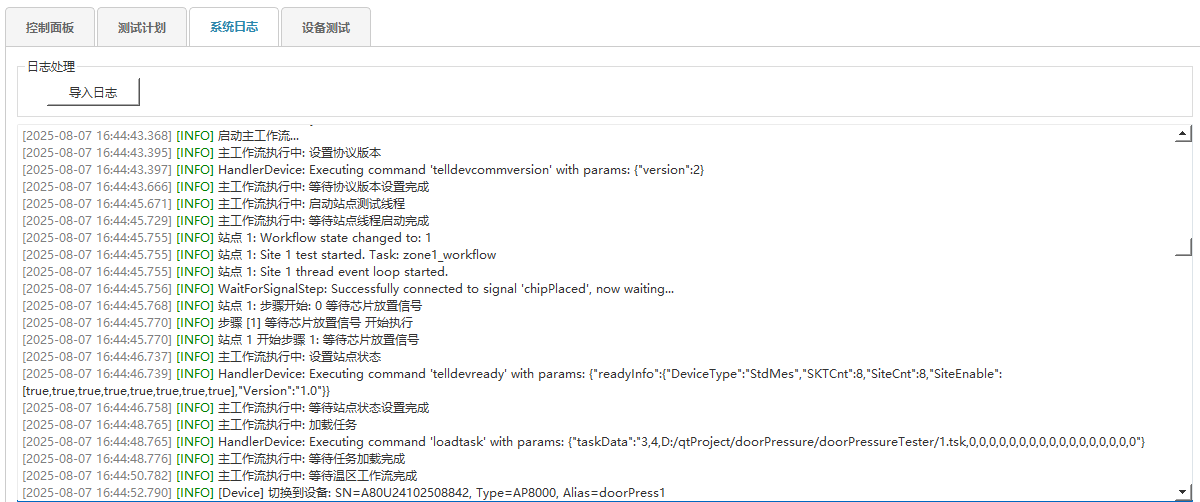 控制面板
测试计划
系统日志
设备测试
日志处理
导入日志
[2025-08-07 16:44:43.368] [INFO] 启动主工作流...
[2025-08-07 16:44:43.395] [INFO] 主工作流执行中: 设置协议版本
[2025-08-07 16:44:43.397] [INFO] HandlerDevice: Executing command 'telldevcommversion' with params: {"version":2}
[2025-08-07 16:44:43.666] [INFO] 主工作流执行中: 等待协议版本设置完成
[2025-08-07 16:44:45.671] [INFO] 主工作流执行中: 启动站点测试线程
[2025-08-07 16:44:45.729] [INFO] 主工作流执行中: 等待站点线程启动完成
[2025-08-07 16:44:45.755] [INFO] 站点 1: Workflow state changed to: 1
[2025-08-07 16:44:45.755] [INFO] 站点 1: Site 1 test started. Task: zone1_workflow
[2025-08-07 16:44:45.755] [INFO] 站点 1: Site 1 thread event loop started.
[2025-08-07 16:44:45.756] [INFO] WaitForSignalStep: Successfully connected to signal 'chipPlaced', now waiting...
[2025-08-07 16:44:45.768] [INFO] 站点 1: 步骤开始: 0 等待芯片放置信号
[2025-08-07 16:44:45.770] [INFO] 步骤 [1] 等待芯片放置信号 开始执行
[2025-08-07 16:44:45.770] [INFO] 站点 1 开始步骤 1: 等待芯片放置信号
[2025-08-07 16:44:46.737] [INFO] 主工作流执行中: 设置站点状态
[2025-08-07 16:44:46.739] [INFO] HandlerDevice: Executing command 'telldevready' with params: {"readyInfo":{"DeviceType":"StdMes","SKTCnt":8,"SiteCnt":8,"SiteEnable":
[true,true,true,true,true,true,true,true],"Version":"1.0"}}
[2025-08-07 16:44:46.758] [INFO] 主工作流执行中: 等待站点状态设置完成
[2025-08-07 16:44:48.765] [INFO] 主工作流执行中: 加载任务
[2025-08-07 16:44:48.765] [INFO] HandlerDevice: Executing command 'loadtask' with params: {"taskData":"3,4,D:/qtProject/doorPressure/doorPressureTester/1.tsk,0,0,0,0,0,0,0,0,0,0,0,0,0,0,0,0,0"}
[2025-08-07 16:44:48.776] [INFO] 主工作流执行中: 等待任务加载完成
[2025-08-07 16:44:50.782] [INFO] 主工作流执行中: 等待温区工作流完成
[2025-08-07 16:44:52.790] [INFO] [Device] 切换到设备: SN=A80U24102508842, Type=AP8000, Alias=doorPress1